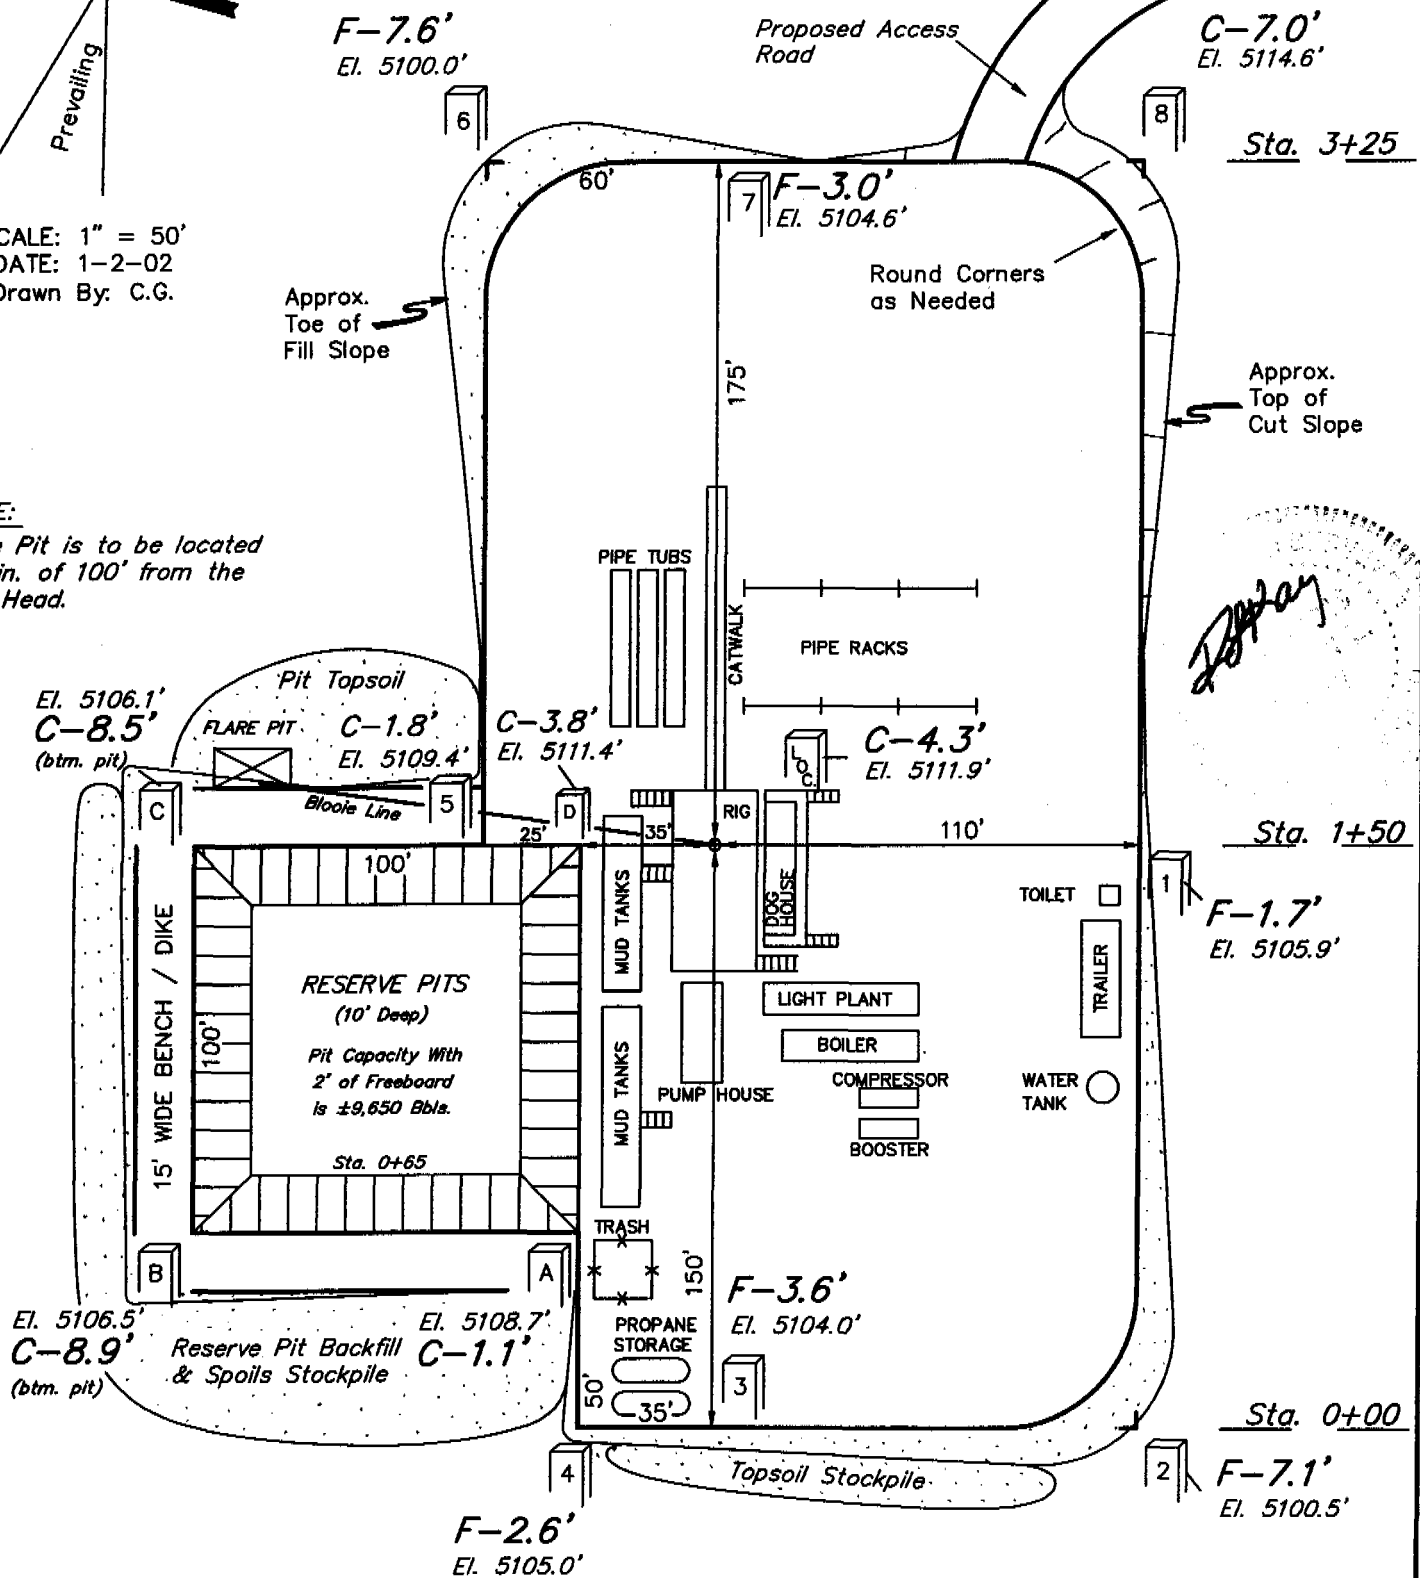 F-7.6'
El. 5100.0'
Proposed Access
Road
C-7.0'
El. 5114.6'
Prevailing
6
8
Sta. 3+25
60'
7
F-3.0'
El. 5104.6'
CALE: 1" = 50'
DATE: 1-2-02
Drawn By: C.G.
Round Corners
as Needed
Approx.
Toe of
Fill Slope
175'
Approx.
Top of
Cut Slope
E:
Pit is to be located
in. of 100' from the
Head.
PIPE TUBS
CATWALK
PIPE RACKS
Pit Topsoil
El. 5106.1'
C-8.5'
(btm. pit)
FLARE PIT
C-1.8'
El. 5109.4'
C-3.8'
El. 5111.4'
LOC.
C-4.3'
El. 5111.9'
C
Blooie Line
5
D
RIG
25'
35'
110'
Sta. 1+50
100'
1
TOILET
F-1.7'
El. 5105.9'
DOG
HOUSE
MUD TANKS
15' WIDE BENCH / DIKE
100'
RESERVE PITS
(10' Deep)
Pit Capacity With
2' of Freeboard
is ±9,650 Bbls.
Sta. 0+65
TRAILER
LIGHT PLANT
BOILER
MUD TANKS
PUMP HOUSE
COMPRESSOR
WATER
TANK
BOOSTER
TRASH
B
A
150'
F-3.6'
El. 5104.0'
El. 5106.5'
C-8.9'
(btm. pit)
Reserve Pit Backfill
& Spoils Stockpile
El. 5108.7'
C-1.1'
PROPANE
STORAGE
50'
35'
3
Sta. 0+00
4
Topsoil Stockpile
2
F-7.1'
El. 5100.5'
F-2.6'
El. 5105.0'